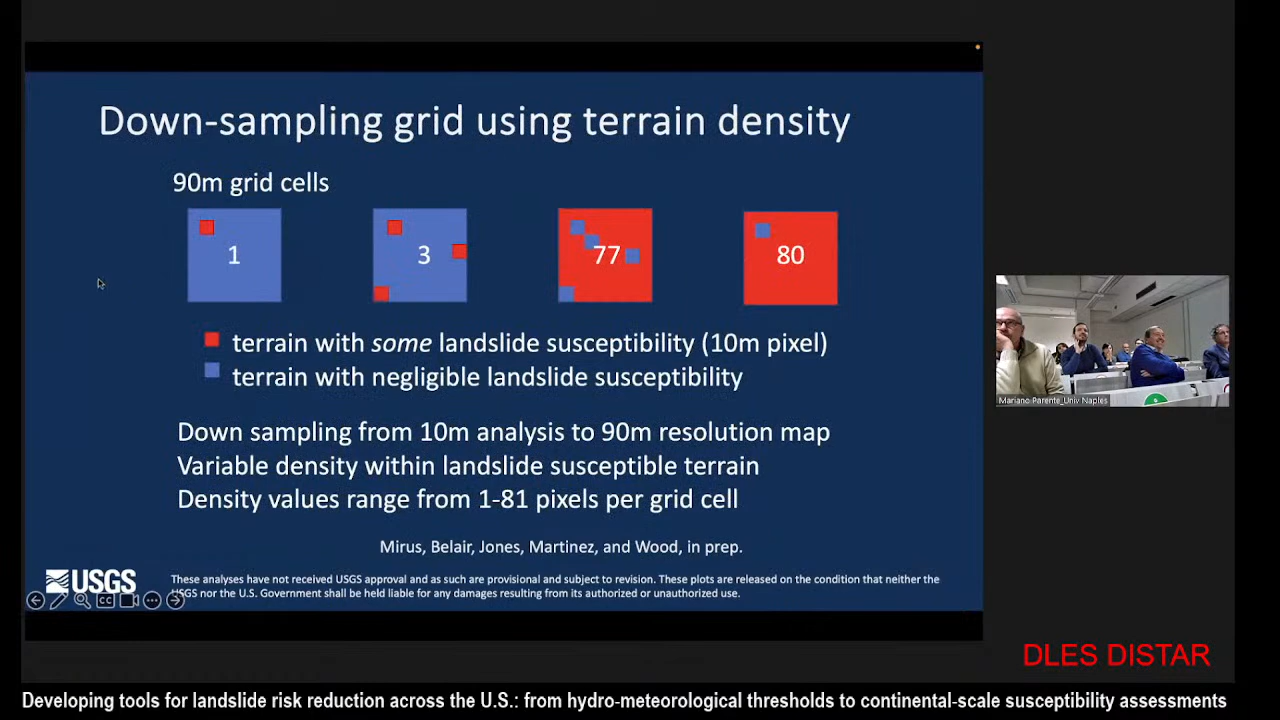 Down-sampling grid using terrain density
90m grid cells
1
3
77
80
terrain with some landslide susceptibility (10m pixel)
terrain with negligible landslide susceptibility
Down sampling from 10m analysis to 90m resolution map
Variable density within landslide susceptible terrain
Density values range from 1-81 pixels per grid cell
Mirus, Belair, Jones, Martinez, and Wood, in prep.
USGS
These analyses have not received USGS approval and as such are provisional and subject to revision. These plots are released on the condition that neither the
USGS nor the U.S. Government shall be held liable for any damages resulting from its authorized or unauthorized use.
CC
Mariano Parente_Univ Naples
DLES DISTAR
Developing tools for landslide risk reduction across the U.S.: from hydro-meteorological thresholds to continental-scale susceptibility assessments